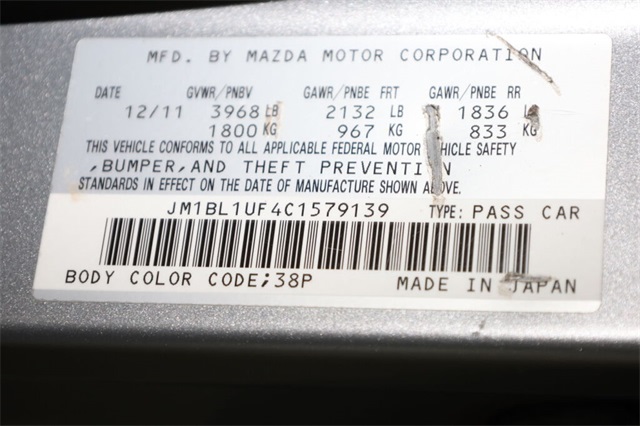 MFD. BY MAZDA MOTOR CORPORATION
DATE GVWR/PNBV GAWR/PNBE FRT GAWR/PNBE RR
12/11 3968 LB 2132 LB 1836
1800 KG 967 KG 833 KG
THIS VEHICLE CONFORMS TO ALL APPLICABLE FEDERAL MOTOR VEHICLE SAFETY
,BUMPER,AND THEFT PREVENTION
STANDARDS IN EFFECT ON THE DATE OF MANUFACTURE SHOWN ABOVE.
JM1BL1UF4C1579139 TYPE: PASS CAR
BODY COLOR CODE;38P MADE IN JAPAN